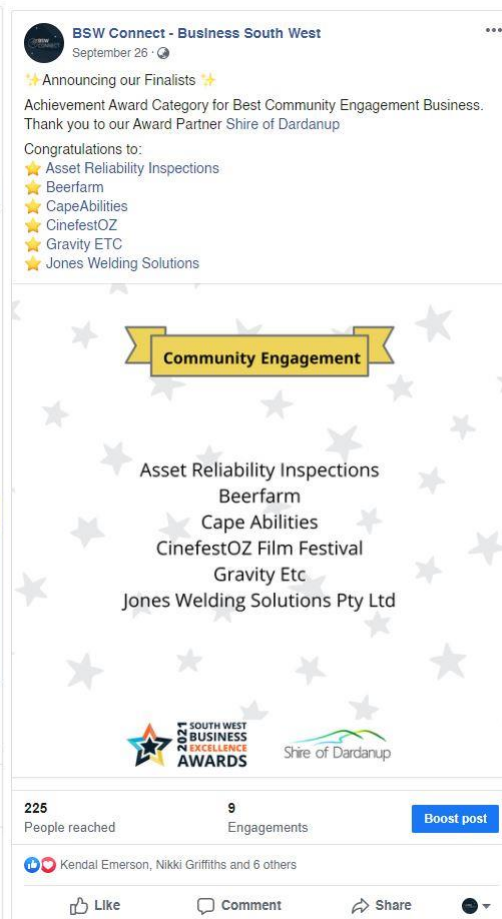 BSW Connect - Business South West
September 26 ·
✨Announcing our Finalists ✨
Achievement Award Category for Best Community Engagement Business.
Thank you to our Award Partner Shire of Dardanup
Congratulations to:
⭐ Asset Reliability Inspections
⭐ Beerfarm
⭐ CapeAbilities
⭐ CinefestOZ
⭐ Gravity ETC
⭐ Jones Welding Solutions
Community Engagement
Asset Reliability Inspections
Beerfarm
Cape Abilities
CinefestOZ Film Festival
Gravity Etc
Jones Welding Solutions Pty Ltd
2021
SOUTH WEST
BUSINESS
EXCELLENCE
AWARDS
Shire of Dardanup
225
People reached
9
Engagements
Boost post
Kendal Emerson, Nikki Griffiths and 6 others
Like
Comment
Share